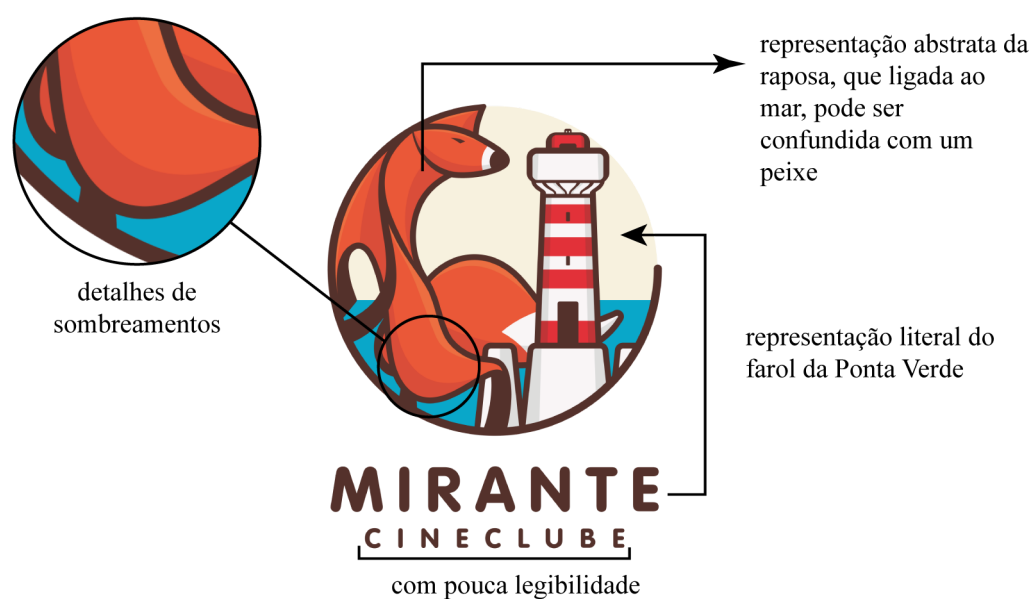 representação abstrata da
raposa, que ligada ao
mar, pode ser
confundida com um
peixe
detalhes de
sombreamentos
representação literal do
farol da Ponta Verde
MIRANTE
CINECLUBE
com pouca legibilidade